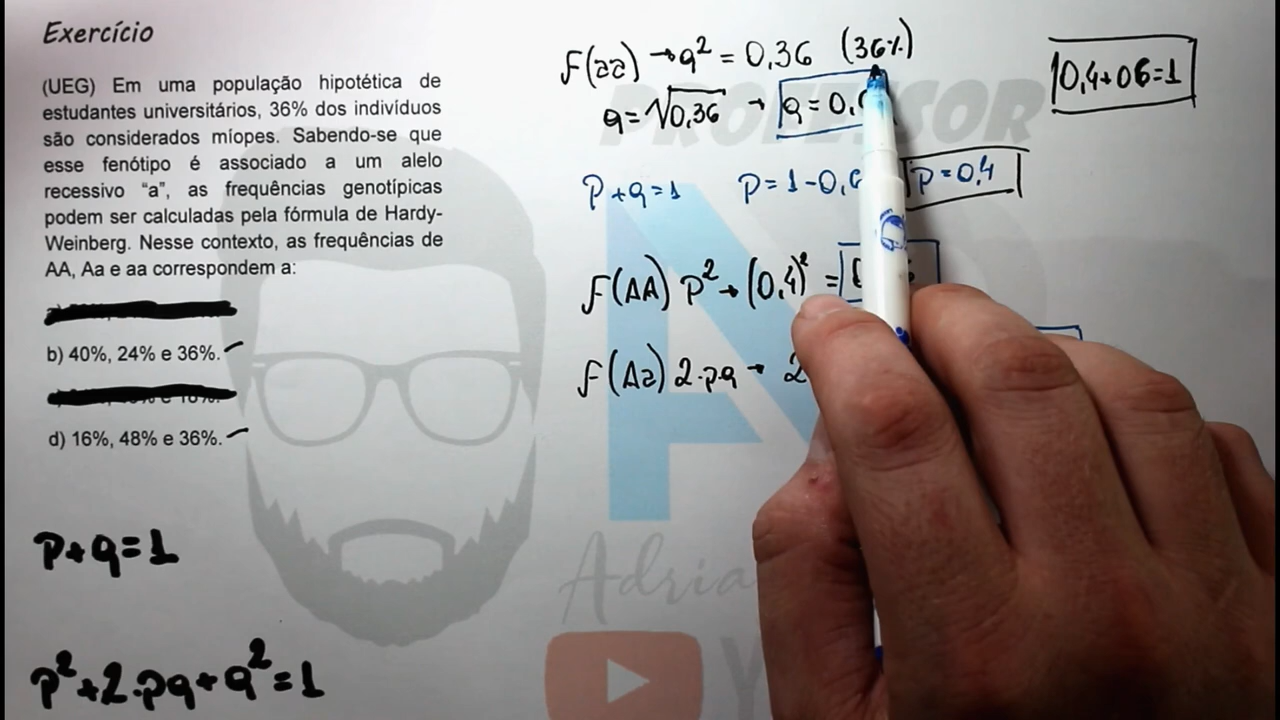 Exercício
(UEG) Em uma população hipotética de
estudantes universitários, 36% dos indivíduos
são considerados míopes. Sabendo-se que
esse fenótipo é associado a um alelo
recessivo “a”, as frequências genotípicas
podem ser calculadas pela fórmula de Hardy-
Weinberg. Nesse contexto, as frequências de
AA, Aa e aa correspondem a:
b) 40%, 24% e 36%.
d) 16%, 48% e 36%.
p+q=1
p²+2·pq+q²=1
f(aa) → q² = 0,36 (36%)
q=√0,36 → q=0,
p+q=1 p=1-0, p=0,4
f(AA) p² → (0,4)² =
f(Aa) 2·pq → 2
0,4+06=1
PROFESSOR
Adria